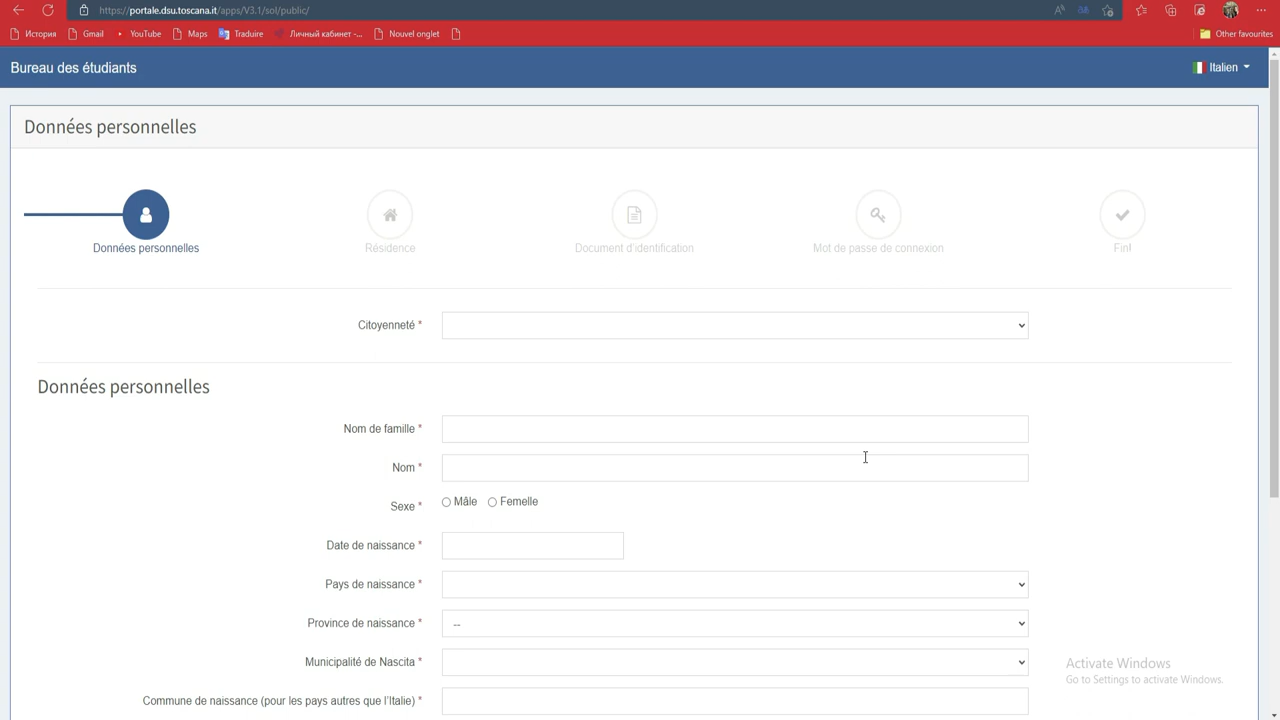 https://portale.dsu.toscana.it/apps/V3.1/sol/public/
История Gmail YouTube Maps Traduire Личный кабинет -... Nouvel onglet Other favourites
Bureau des étudiants Italien
Données personnelles
Données personnelles Résidence Document d'identification Mot de passe de connexion Fin!
Citoyenneté *
Données personnelles
Nom de famille *
Nom *
Sexe * Mâle Femelle
Date de naissance *
Pays de naissance *
Province de naissance * --
Municipalité de Nascita *
Activate Windows
Go to Settings to activate Windows.
Commune de naissance (pour les pays autres que l'Italie) *